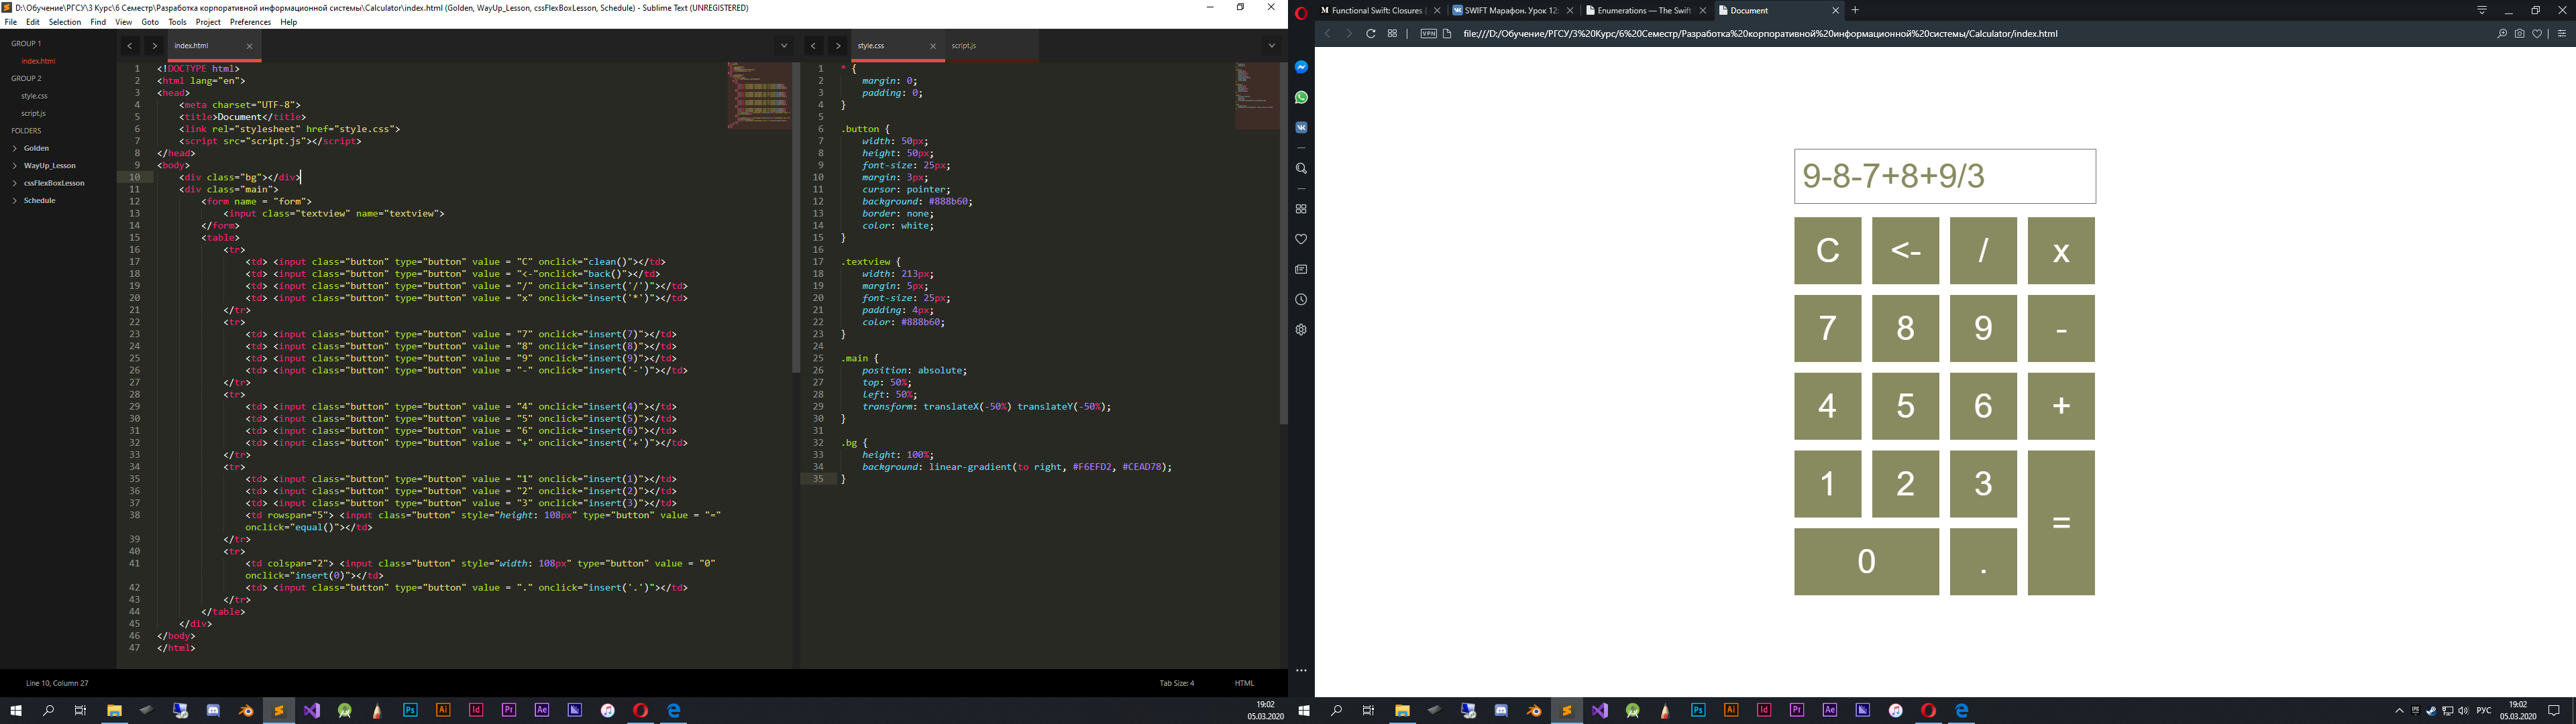 D:\Обучение\РГСУ\3 Курс\6 Семестр\Разработка корпоративной информационной системы\Calculator\index.html (Golden, WayUp_Lesson, cssFlexBoxLesson, Schedule) - Sublime Text (UNREGISTERED)
File Edit Selection Find View Goto Tools Project Preferences Help
GROUP 1
index.html
GROUP 2
style.css
script.js
FOLDERS
Golden
WayUp_Lesson
cssFlexBoxLesson
Schedule
index.html
1 <!DOCTYPE html>
2 <html lang="en">
3 <head>
4 <meta charset="UTF-8">
5 <title>Document</title>
6 <link rel="stylesheet" href="style.css">
7 <script src="script.js"></script>
8 </head>
9 <body>
10 <div class="bg"></div>
11 <div class="main">
12 <form name = "form">
13 <input class="textview" name="textview">
14 </form>
15 <table>
16 <tr>
17 <td> <input class="button" type="button" value = "C" onclick="clean()"></td>
18 <td> <input class="button" type="button" value = "<-"onclick="back()"></td>
19 <td> <input class="button" type="button" value = "/" onclick="insert('/')"></td>
20 <td> <input class="button" type="button" value = "x" onclick="insert('*')"></td>
21 </tr>
22 <tr>
23 <td> <input class="button" type="button" value = "7" onclick="insert(7)"></td>
24 <td> <input class="button" type="button" value = "8" onclick="insert(8)"></td>
25 <td> <input class="button" type="button" value = "9" onclick="insert(9)"></td>
26 <td> <input class="button" type="button" value = "-" onclick="insert('-')"></td>
27 </tr>
28 <tr>
29 <td> <input class="button" type="button" value = "4" onclick="insert(4)"></td>
30 <td> <input class="button" type="button" value = "5" onclick="insert(5)"></td>
31 <td> <input class="button" type="button" value = "6" onclick="insert(6)"></td>
32 <td> <input class="button" type="button" value = "+" onclick="insert('+')"></td>
33 </tr>
34 <tr>
35 <td> <input class="button" type="button" value = "1" onclick="insert(1)"></td>
36 <td> <input class="button" type="button" value = "2" onclick="insert(2)"></td>
37 <td> <input class="button" type="button" value = "3" onclick="insert(3)"></td>
38 <td rowspan="5"> <input class="button" style="height: 108px" type="button" value = "="
onclick="equal()"></td>
39 </tr>
40 <tr>
41 <td colspan="2"> <input class="button" style="width: 108px" type="button" value = "0"
onclick="insert(0)"></td>
42 <td> <input class="button" type="button" value = "." onclick="insert('.')"></td>
43 </tr>
44 </table>
45 </div>
46 </body>
47 </html>
style.css script.js
1 * {
2 margin: 0;
3 padding: 0;
4 }
5
6 .button {
7 width: 50px;
8 height: 50px;
9 font-size: 25px;
10 margin: 3px;
11 cursor: pointer;
12 background: #888b60;
13 border: none;
14 color: white;
15 }
16
17 .textview {
18 width: 213px;
19 margin: 5px;
20 font-size: 25px;
21 padding: 4px;
22 color: #888b60;
23 }
24
25 .main {
26 position: absolute;
27 top: 50%;
28 left: 50%;
29 transform: translateX(-50%) translateY(-50%);
30 }
31
32 .bg {
33 height: 100%;
34 background: linear-gradient(to right, #F6EFD2, #CEAD78);
35 }
Line 10, Column 27
Tab Size: 4
HTML
19:02
05.03.2020
Functional Swift: Closures
SWIFT Марафон. Урок 12
Enumerations — The Swift
Document
VPN
file:///D:/Обучение/РГСУ/3%20Курс/6%20Семестр/Разработка%20корпоративной%20информационной%20системы/Calculator/index.html
9-8-7+8+9/3
C <- / x
7 8 9 -
4 5 6 +
1 2 3 =
0 .
РУС
19:02
05.03.2020